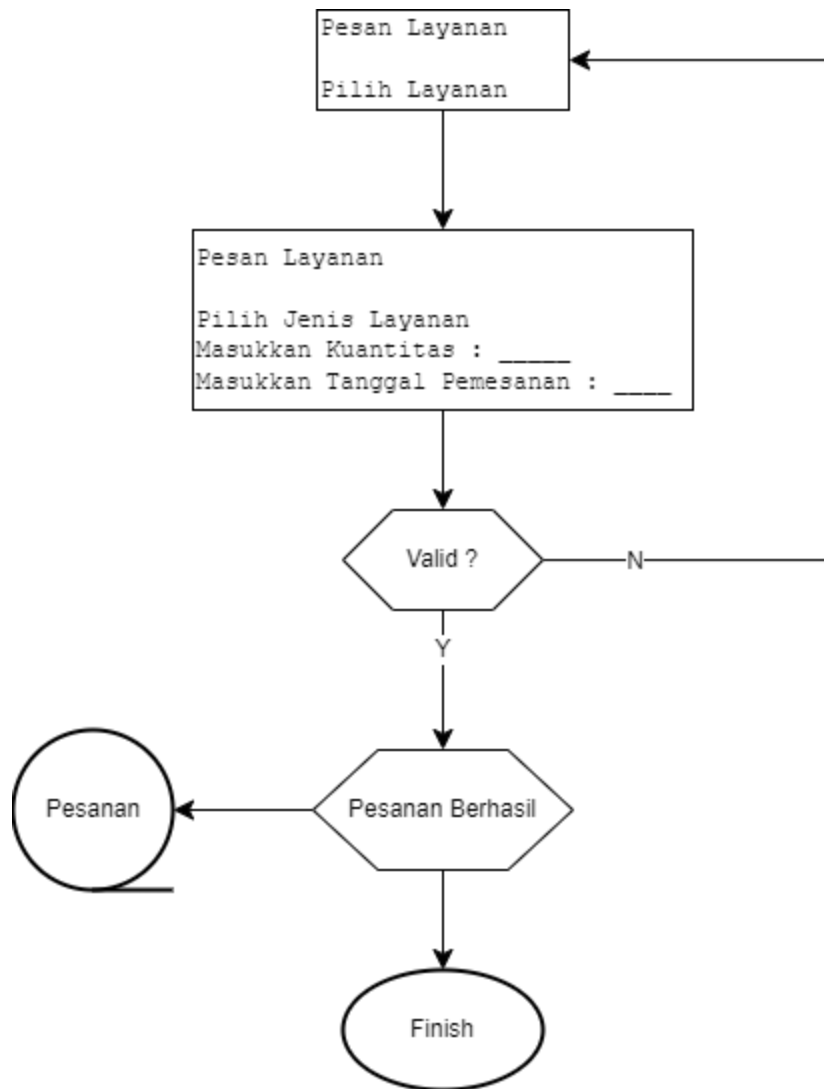 Pesan Layanan
Pilih Layanan
Pesan Layanan
Pilih Jenis Layanan
Masukkan Kuantitas : _____
Masukkan Tanggal Pemesanan : ____
Valid ?
N
Y
Pesanan
Pesanan Berhasil
Finish